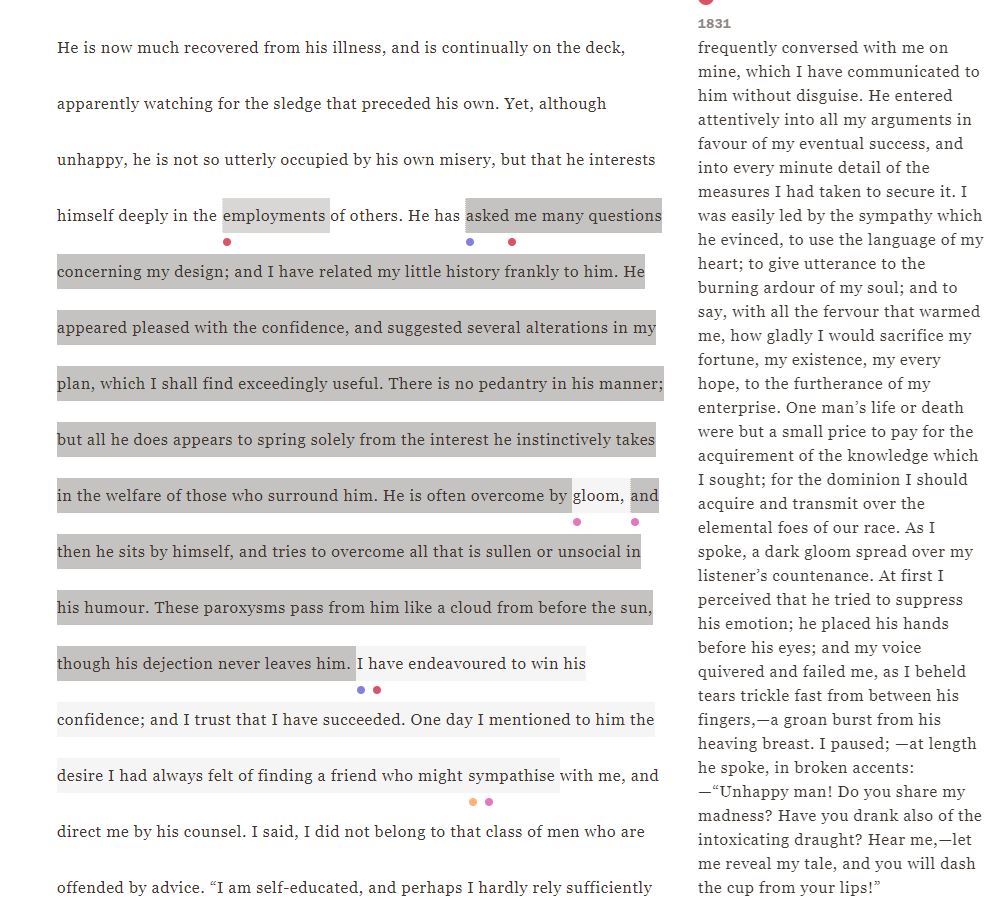 He is now much recovered from his illness, and is continually on the deck,
apparently watching for the sledge that preceded his own. Yet, although
unhappy, he is not so utterly occupied by his own misery, but that he interests
himself deeply in the employments of others. He has asked me many questions
concerning my design; and I have related my little history frankly to him. He
appeared pleased with the confidence, and suggested several alterations in my
plan, which I shall find exceedingly useful. There is no pedantry in his manner;
but all he does appears to spring solely from the interest he instinctively takes
in the welfare of those who surround him. He is often overcome by gloom, and
then he sits by himself, and tries to overcome all that is sullen or unsocial in
his humour. These paroxysms pass from him like a cloud from before the sun,
though his dejection never leaves him. I have endeavoured to win his
confidence; and I trust that I have succeeded. One day I mentioned to him the
desire I had always felt of finding a friend who might sympathise with me, and
direct me by his counsel. I said, I did not belong to that class of men who are
offended by advice. “I am self-educated, and perhaps I hardly rely sufficiently
1831
frequently conversed with me on
mine, which I have communicated to
him without disguise. He entered
attentively into all my arguments in
favour of my eventual success, and
into every minute detail of the
measures I had taken to secure it. I
was easily led by the sympathy which
he evinced, to use the language of my
heart; to give utterance to the
burning ardour of my soul; and to
say, with all the fervour that warmed
me, how gladly I would sacrifice my
fortune, my existence, my every
hope, to the furtherance of my
enterprise. One man’s life or death
were but a small price to pay for the
acquirement of the knowledge which
I sought; for the dominion I should
acquire and transmit over the
elemental foes of our race. As I
spoke, a dark gloom spread over my
listener’s countenance. At first I
perceived that he tried to suppress
his emotion; he placed his hands
before his eyes; and my voice
quivered and failed me, as I beheld
tears trickle fast from between his
fingers,—a groan burst from his
heaving breast. I paused; —at length
he spoke, in broken accents:
—“Unhappy man! Do you share my
madness? Have you drank also of the
intoxicating draught? Hear me,—let
me reveal my tale, and you will dash
the cup from your lips!”